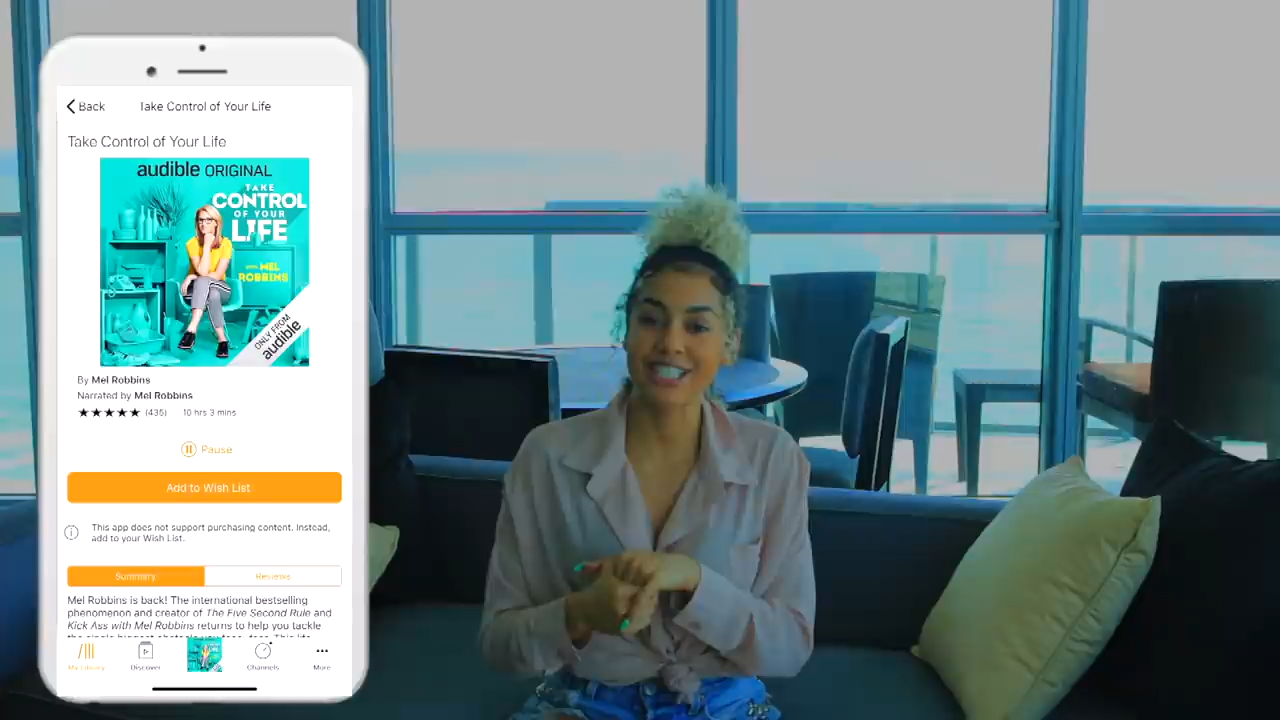 Back
Take Control of Your Life
Take Control of Your Life
audible ORIGINAL
TAKE
CONTROL
OF YOUR
LIFE
WITH MEL
ROBBINS
ONLY FROM
audible
By Mel Robbins
Narrated by Mel Robbins
(435) 10 hrs 3 mins
Pause
Add to Wish List
This app does not support purchasing content. Instead,
add to your Wish List.
Summary Reviews
Mel Robbins is back! The international bestselling
phenomenon and creator of The Five Second Rule and
Kick Ass with Mel Robbins returns to help you tackle
My Library Discover Channels More